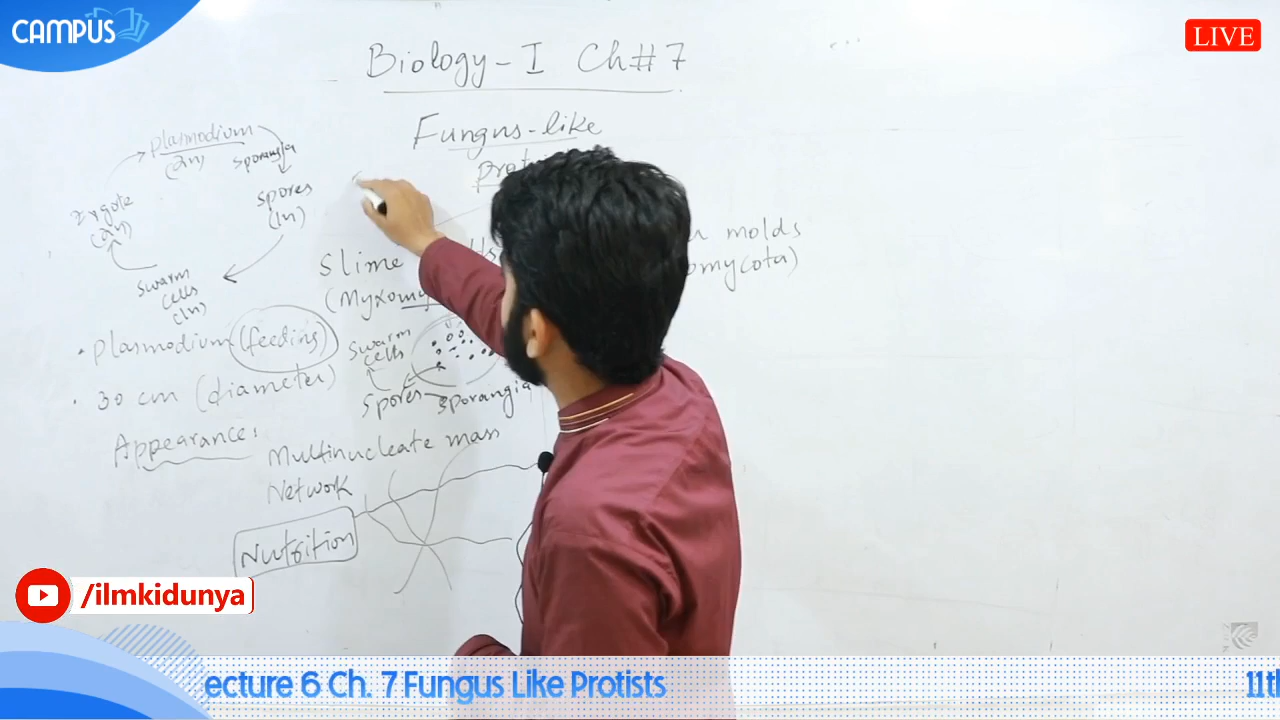 CAMPUS
LIVE
Biology-I Ch#7
Fungus-like
plasmodium
(2n)
sporangia
spores
(1n)
swarm
cells
(1n)
Zygote
(2n)
Slime
molds
omycota)
• plasmodium (feeding)
• 30 cm (diameter)
swarm
cells
spores
sporangia
Appearance:
Multinucleate mass
Network
Nutrition
/ilmkidunya
ecture 6 Ch. 7 Fungus Like Protists
11th